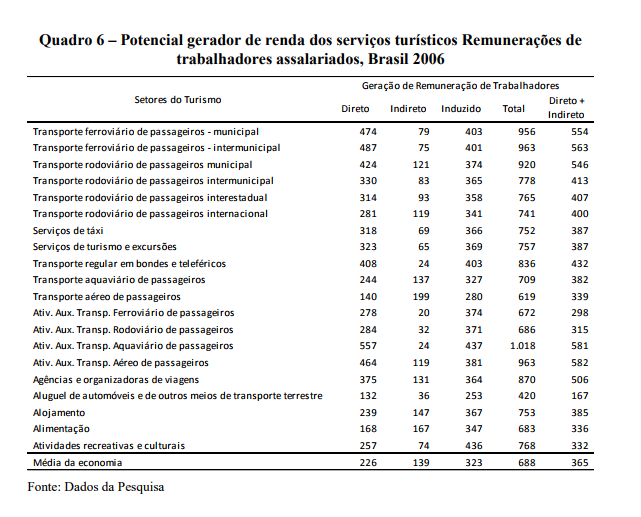 Quadro 6 – Potencial gerador de renda dos serviços turísticos Remunerações de
trabalhadores assalariados, Brasil 2006
Setores do Turismo
Geração de Remuneração de Trabalhadores
Direto Indireto Induzido Total Direto + Indireto
Transporte ferroviário de passageiros - municipal 474 79 403 956 554
Transporte ferroviário de passageiros - intermunicipal 487 75 401 963 563
Transporte rodoviário de passageiros municipal 424 121 374 920 546
Transporte rodoviário de passageiros intermunicipal 330 83 365 778 413
Transporte rodoviário de passageiros interestadual 314 93 358 765 407
Transporte rodoviário de passageiros internacional 281 119 341 741 400
Serviços de táxi 318 69 366 752 387
Serviços de turismo e excursões 323 65 369 757 387
Transporte regular em bondes e teleféricos 408 24 403 836 432
Transporte aquaviário de passageiros 244 137 327 709 382
Transporte aéreo de passageiros 140 199 280 619 339
Ativ. Aux. Transp. Ferroviário de passageiros 278 20 374 672 298
Ativ. Aux. Transp. Rodoviário de passageiros 284 32 371 686 315
Ativ. Aux. Transp. Aquaviário de passageiros 557 24 437 1.018 581
Ativ. Aux. Transp. Aéreo de passageiros 464 119 381 963 582
Agências e organizadoras de viagens 375 131 364 870 506
Aluguel de automóveis e de outros meios de transporte terrestre 132 36 253 420 167
Alojamento 239 147 367 753 385
Alimentação 168 167 347 683 336
Atividades recreativas e culturais 257 74 436 768 332
Média da economia 226 139 323 688 365
Fonte: Dados da Pesquisa